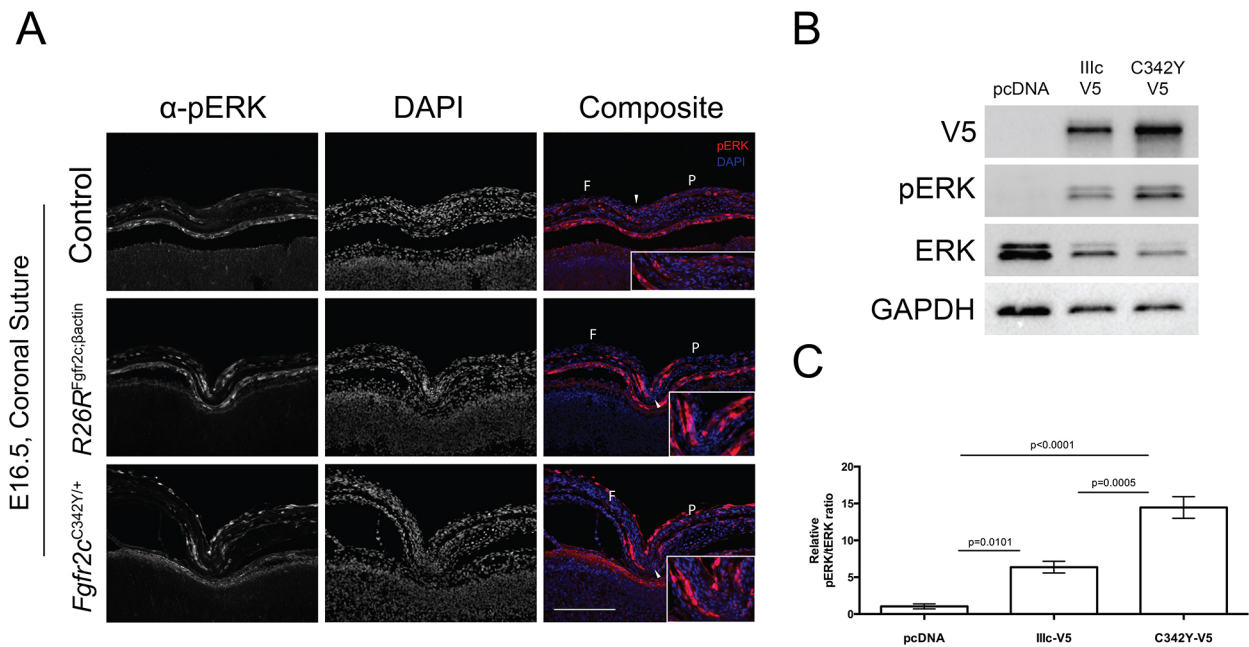 A
α-pERK
DAPI
Composite
E16.5, Coronal Suture
Control
pERK
DAPI
F
P
R26R^Fgfr2c;βactin
F
P
Fgfr2c^C342Y/+
F
P
B
pcDNA
IIIc
V5
C342Y
V5
V5
pERK
ERK
GAPDH
C
Relative
pERK/tERK ratio
20
15
10
5
0
p<0.0001
p=0.0005
p=0.0101
pcDNA
IIIc-V5
C342Y-V5